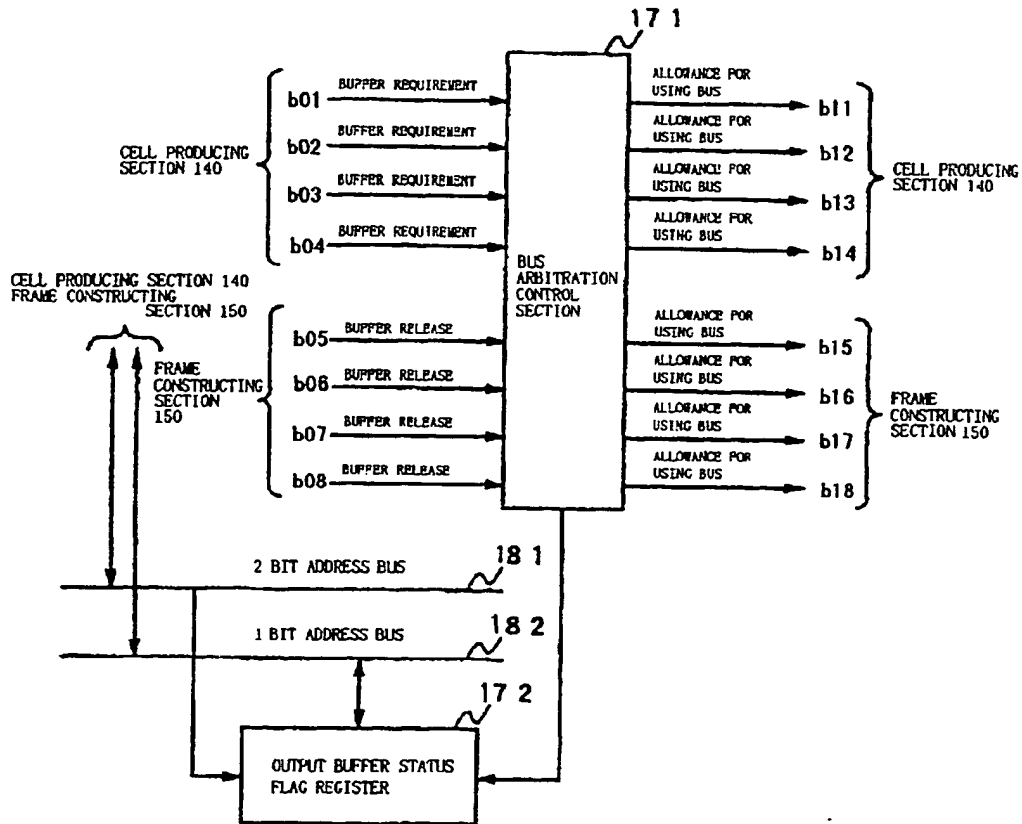 17 1
CELL PRODUCING
SECTION 140
b01 BUFFER REQUIREMENT
b02 BUFFER REQUIREMENT
b03 BUFFER REQUIREMENT
b04 BUFFER REQUIREMENT
BUS
ARBITRATION
CONTROL
SECTION
ALLOWANCE FOR
USING BUS
b11
ALLOWANCE FOR
USING BUS
b12
ALLOWANCE FOR
USING BUS
b13
ALLOWANCE FOR
USING BUS
b14
CELL PRODUCING
SECTION 140
CELL PRODUCING SECTION 140
FRAME CONSTRUCTING
SECTION 150
FRAME
CONSTRUCTING
SECTION
150
b05 BUFFER RELEASE
b06 BUFFER RELEASE
b07 BUFFER RELEASE
b08 BUFFER RELEASE
ALLOWANCE FOR
USING BUS
b15
ALLOWANCE FOR
USING BUS
b16
ALLOWANCE FOR
USING BUS
b17
ALLOWANCE FOR
USING BUS
b18
FRAME
CONSTRUCTING
SECTION 150
2 BIT ADDRESS BUS
18 1
1 BIT ADDRESS BUS
18 2
17 2
OUTPUT BUFFER STATUS
FLAG REGISTER